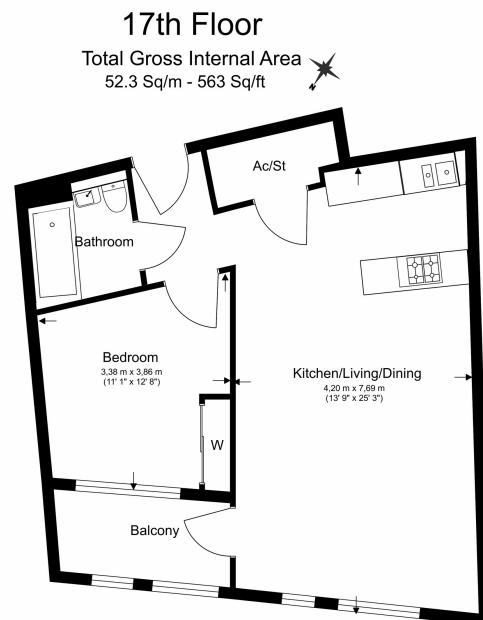 17th Floor
Total Gross Internal Area
52.3 Sq/m - 563 Sq/ft
N
Ac/St
Bathroom
Bedroom
3,38 m x 3,86 m
(11' 1" x 12' 8")
Kitchen/Living/Dining
4,20 m x 7,69 m
(13' 9" x 25' 3")
W
Balcony